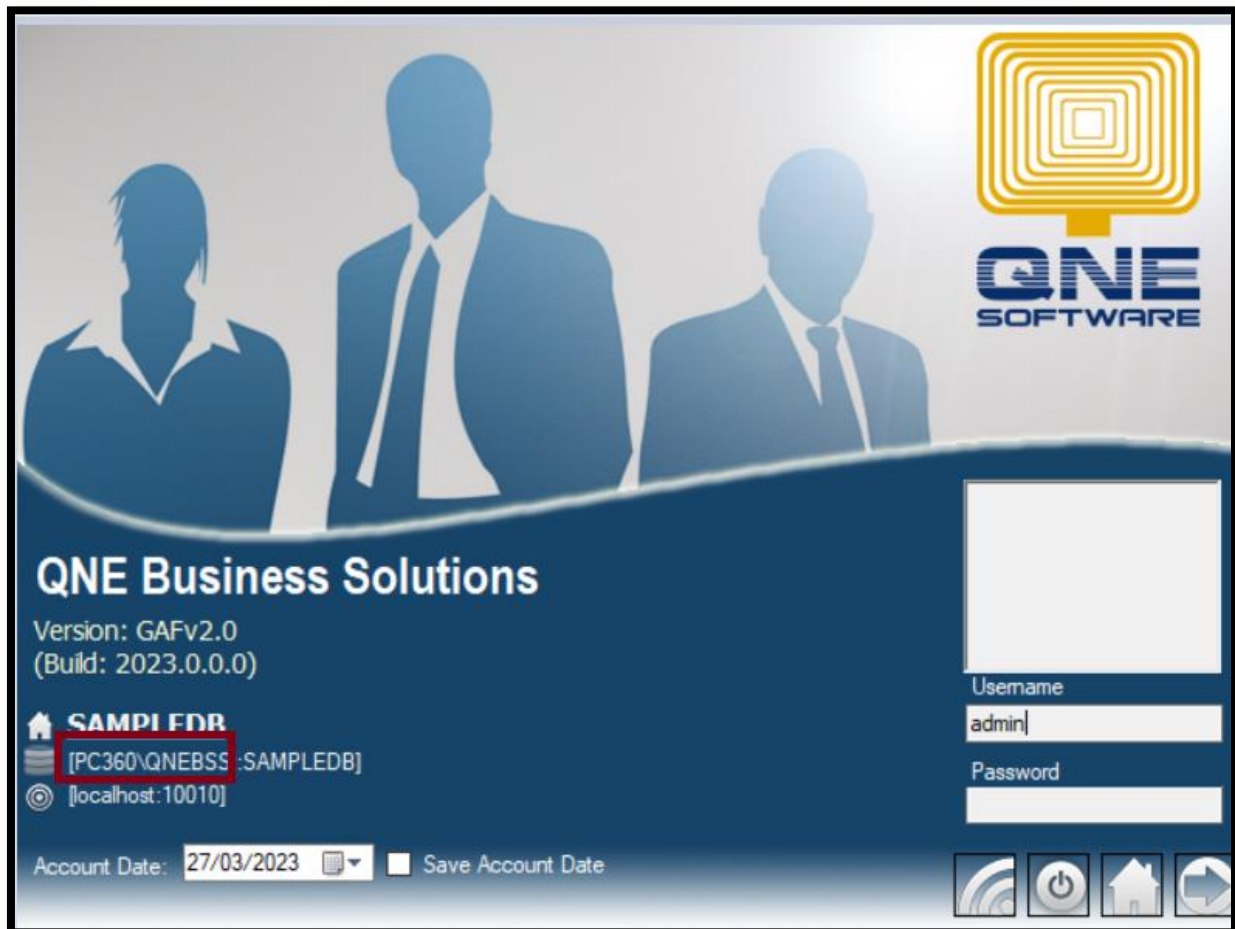 QNE
SOFTWARE
QNE Business Solutions
Version: GAFv2.0
(Build: 2023.0.0.0)
SAMPLEDB
[PC360\QNEBSS :SAMPLEDB]
[localhost:10010]
Account Date: 27/03/2023 Save Account Date
Username
admin
Password